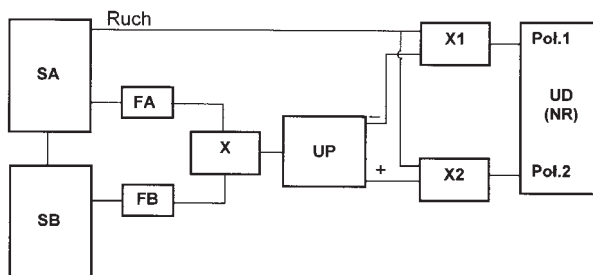 Ruch
SA
FA
X
UP
–
+
X1
X2
Poł.1
UD
(NR)
Poł.2
SB
FB